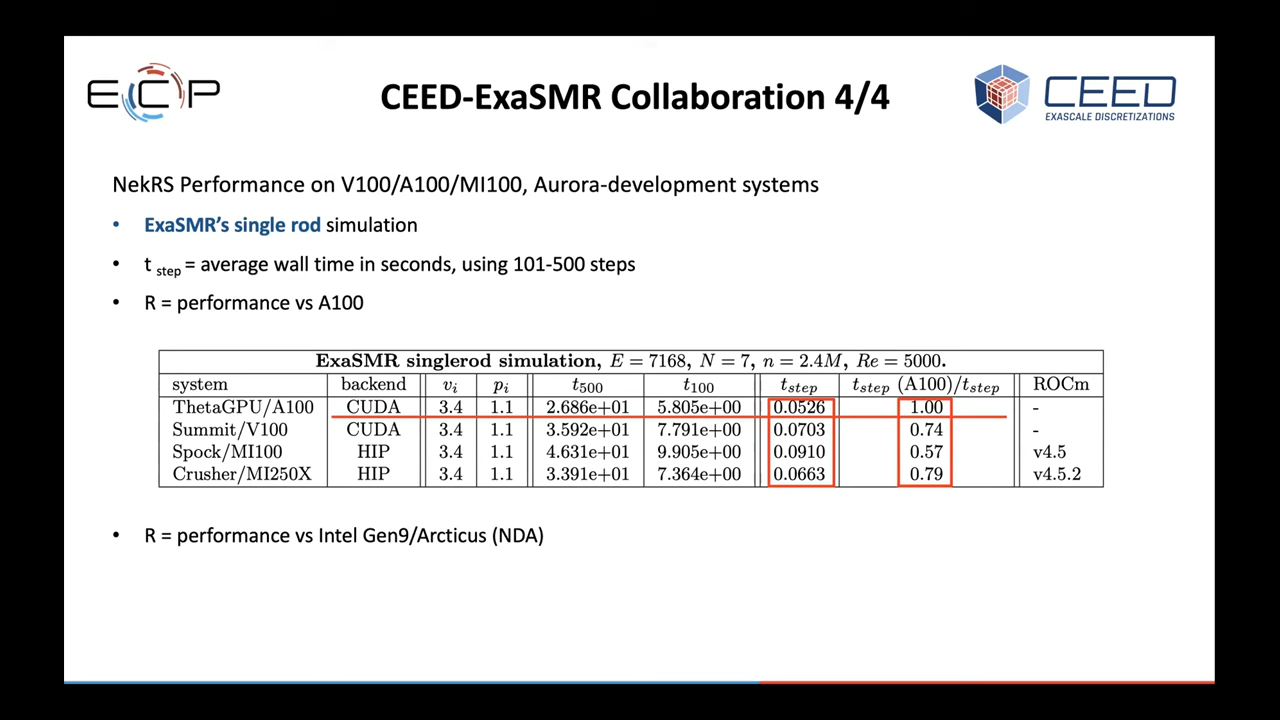 ECP
CEED-ExaSMR Collaboration 4/4
CEED
EXASCALE DISCRETIZATIONS
NekRS Performance on V100/A100/MI100, Aurora-development systems
• ExaSMR's single rod simulation
• t step = average wall time in seconds, using 101-500 steps
• R = performance vs A100
ExaSMR singlerod simulation, E = 7168, N = 7, n = 2.4M, Re = 5000.
system backend vi pi t500 t100 tstep tstep (A100)/tstep ROCm
ThetaGPU/A100 CUDA 3.4 1.1 2.686e+01 5.805e+00 0.0526 1.00 -
Summit/V100 CUDA 3.4 1.1 3.592e+01 7.791e+00 0.0703 0.74 -
Spock/MI100 HIP 3.4 1.1 4.631e+01 9.905e+00 0.0910 0.57 v4.5
Crusher/MI250X HIP 3.4 1.1 3.391e+01 7.364e+00 0.0663 0.79 v4.5.2
• R = performance vs Intel Gen9/Arcticus (NDA)